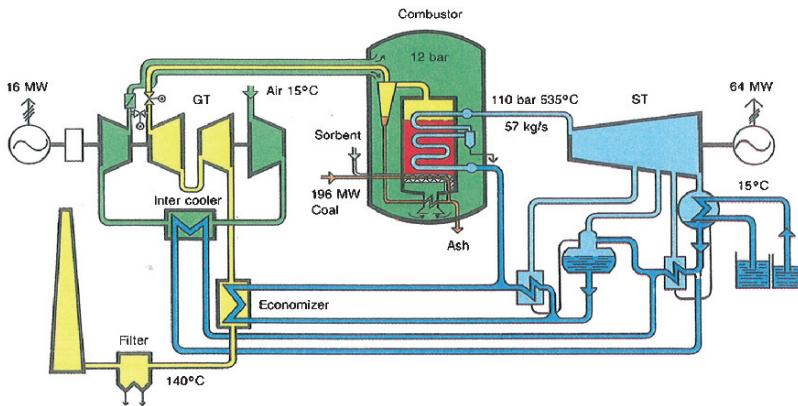 Combustor
12 bar
16 MW
GT
Air 15°C
110 bar 535°C
ST
64 MW
57 kg/s
Sorbent
196 MW
Coal
15°C
Inter cooler
Ash
Economizer
Filter
140°C